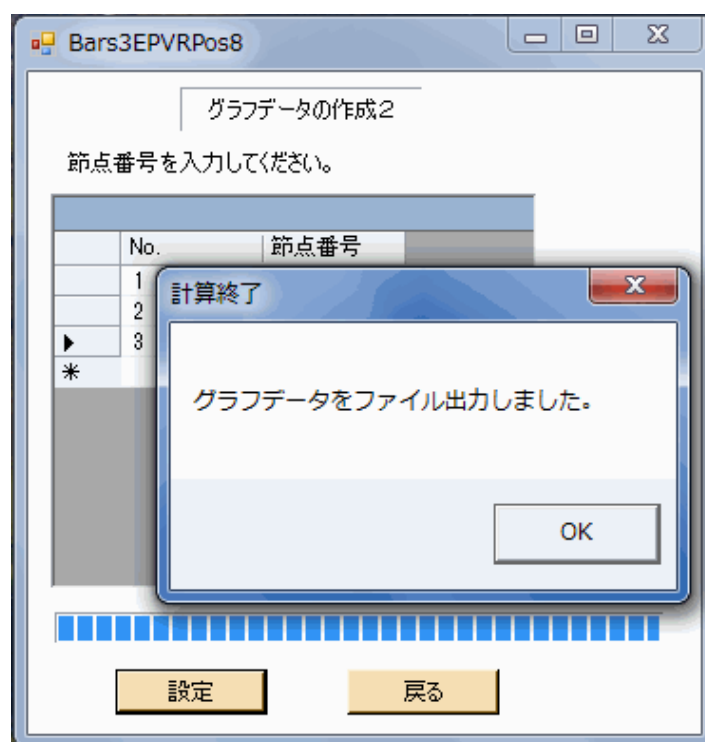 Bars3EPVRPos8
グラフデータの作成2
節点番号を入力してください。
No. 節点番号
1
2
3
計算終了
グラフデータをファイル出力しました。
OK
設定 戻る